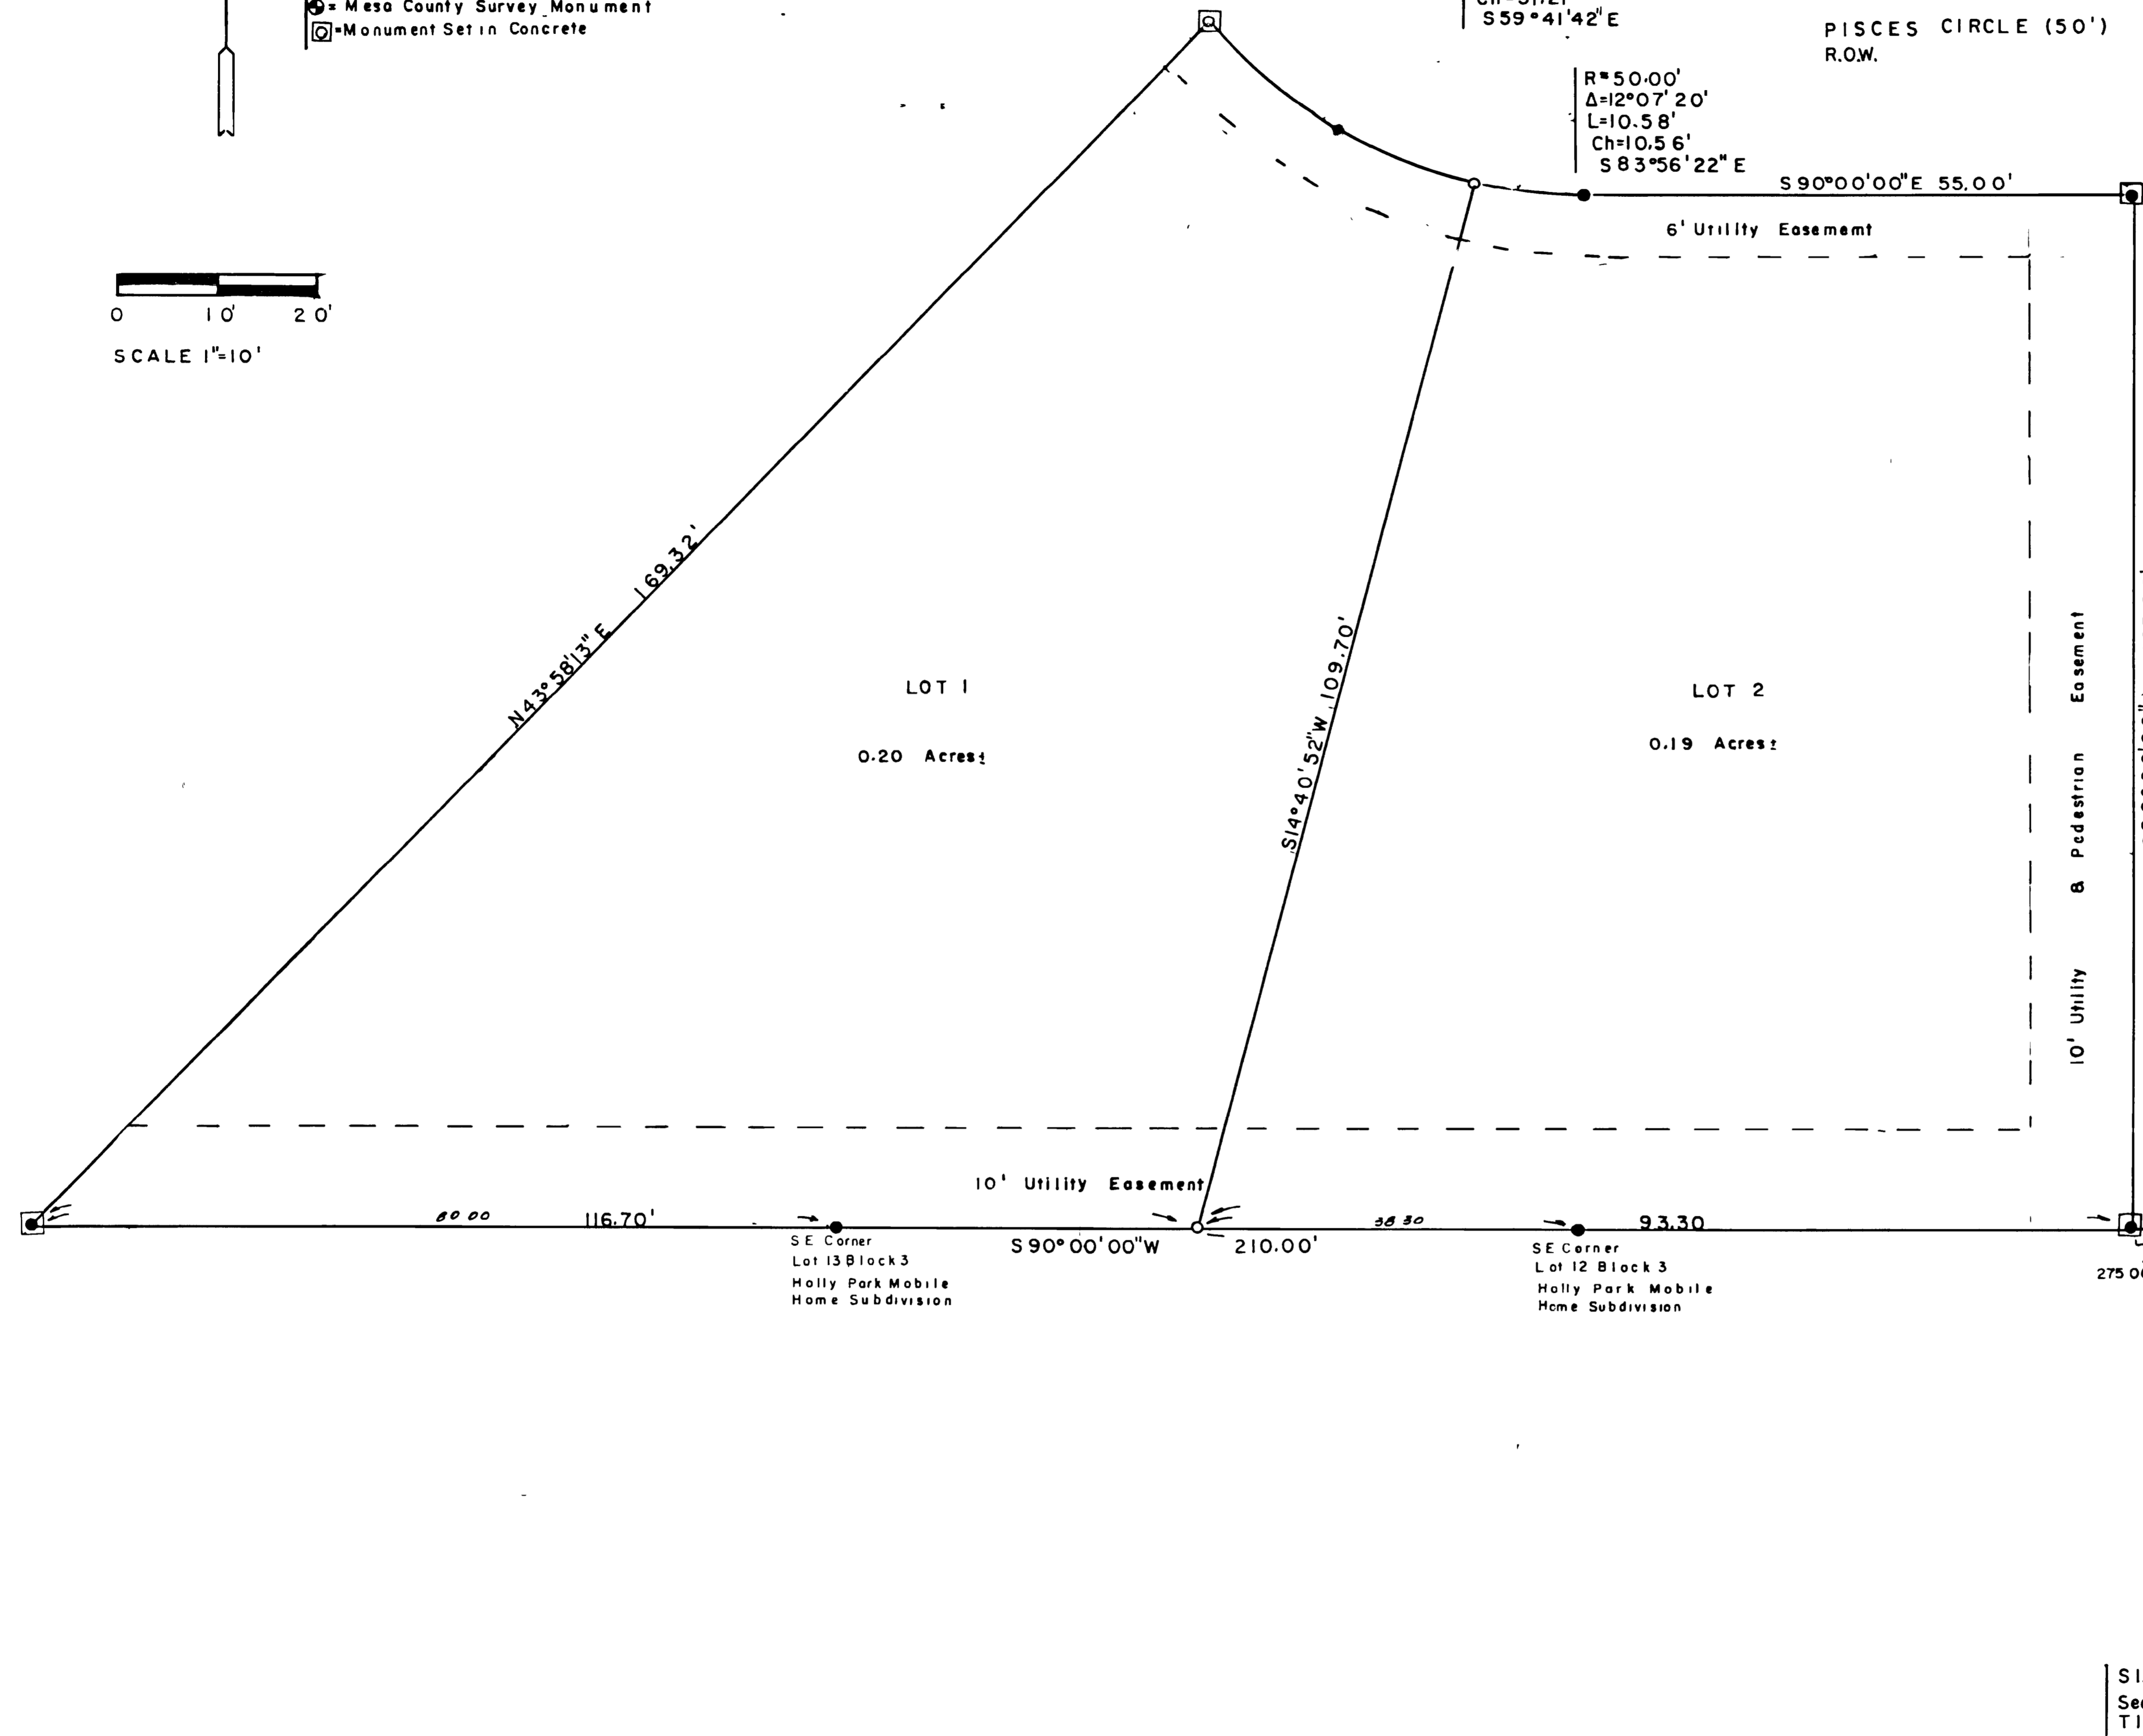 = Mesa County Survey Monument
=Monument Set in Concrete
S59°41'42"E
PISCES CIRCLE (50')
R.O.W.
R=50.00'
Δ=12°07'20'
L=10.58'
Ch=10.56'
S83°56'22"E
S90°00'00"E 55.00'
6' Utility Easememt
0 10' 20'
SCALE 1"=10'
N43°58'13"E 169.32'
S14°40'52"W 109.70'
LOT 1
0.20 Acres±
LOT 2
0.19 Acres±
10' Utility & Pedestrian Easement
10' Utility Easement
80 00 116.70'
38 30 93.30
S90°00'00"W 210.00'
SE Corner
Lot 13 Block 3
Holly Park Mobile
Home Subdivision
SE Corner
Lot 12 Block 3
Holly Park Mobile
Home Subdivision